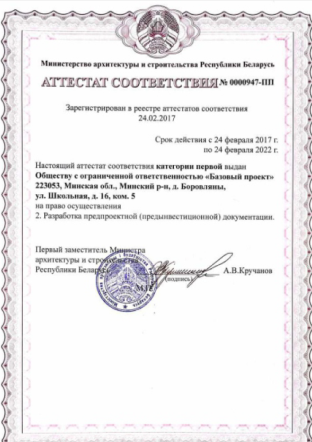 Министерство архитектуры и строительства Республики Беларусь
АТТЕСТАТ СООТВЕТСТВИЯ № 0000947-ПП
Зарегистрирован в реестре аттестатов соответствия
24.02.2017
Срок действия с 24 февраля 2017 г.
по 24 февраля 2022 г.
Настоящий аттестат соответствия категории первой выдан
Обществу с ограниченной ответственностью «Базовый проект»
223053, Минская обл., Минский р-н, д. Боровляны,
ул. Школьная, д. 16, ком. 5
на право осуществления
2. Разработка предпроектной (предынвестиционной) документации.
Первый заместитель Министра
архитектуры и строительства
Республики Беларусь А.В.Кручанов
(подпись)
М.П.